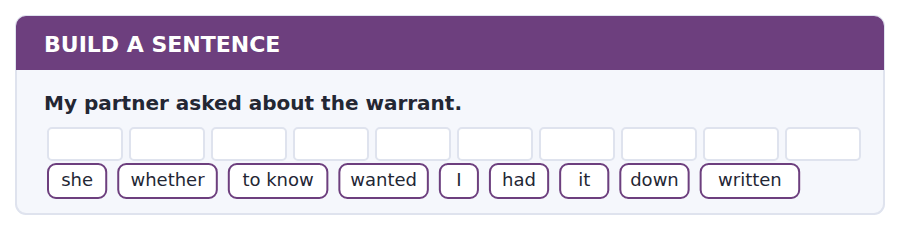 BUILD A SENTENCE
My partner asked about the warrant.
she whether to know wanted I had it down written